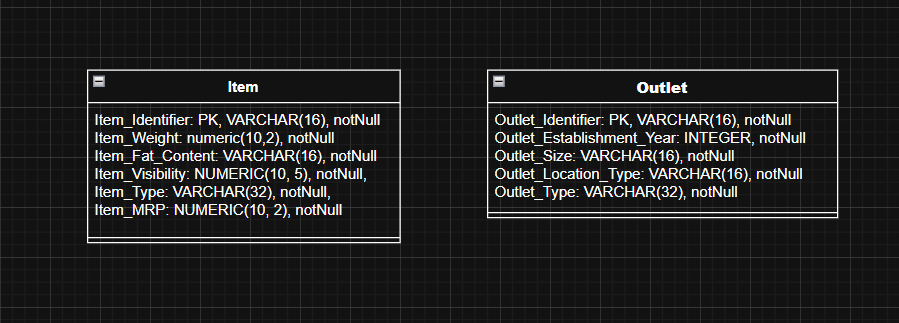 Item
Item_Identifier: PK, VARCHAR(16), notNull
Item_Weight: numeric(10,2), notNull
Item_Fat_Content: VARCHAR(16), notNull
Item_Visibility: NUMERIC(10, 5), notNull,
Item_Type: VARCHAR(32), notNull,
Item_MRP: NUMERIC(10, 2), notNull
Outlet
Outlet_Identifier: PK, VARCHAR(16), notNull
Outlet_Establishment_Year: INTEGER, notNull
Outlet_Size: VARCHAR(16), notNull
Outlet_Location_Type: VARCHAR(16), notNull
Outlet_Type: VARCHAR(32), notNull